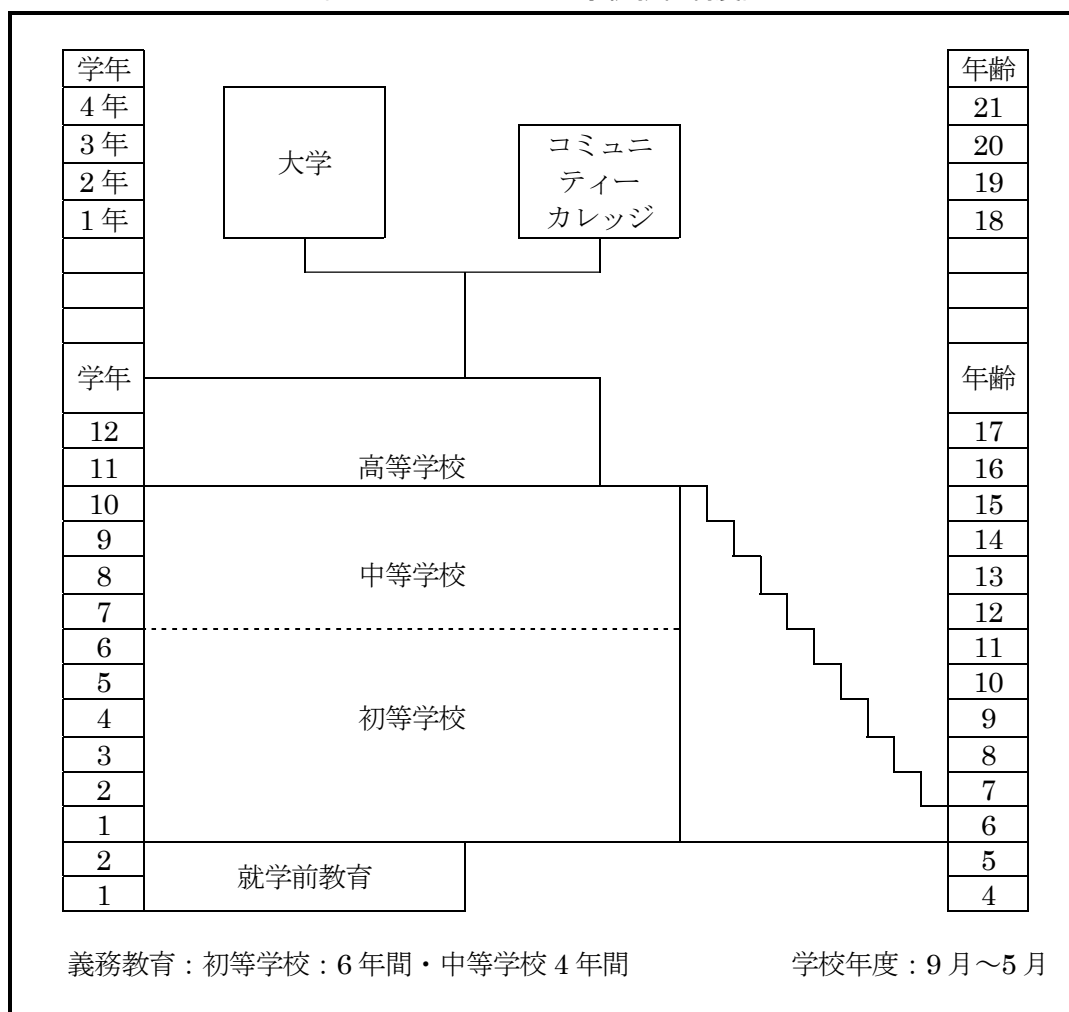 学年
4 年
3 年
2 年
1 年
大学
コミュニ
ティー
カレッジ
年齢
21
20
19
18
学年
12
11
10
9
8
7
6
5
4
3
2
1
2
1
高等学校
中等学校
初等学校
就学前教育
年齢
17
16
15
14
13
12
11
10
9
8
7
6
5
4
義務教育：初等学校：6 年間・中等学校 4 年間
学校年度：9 月～5 月